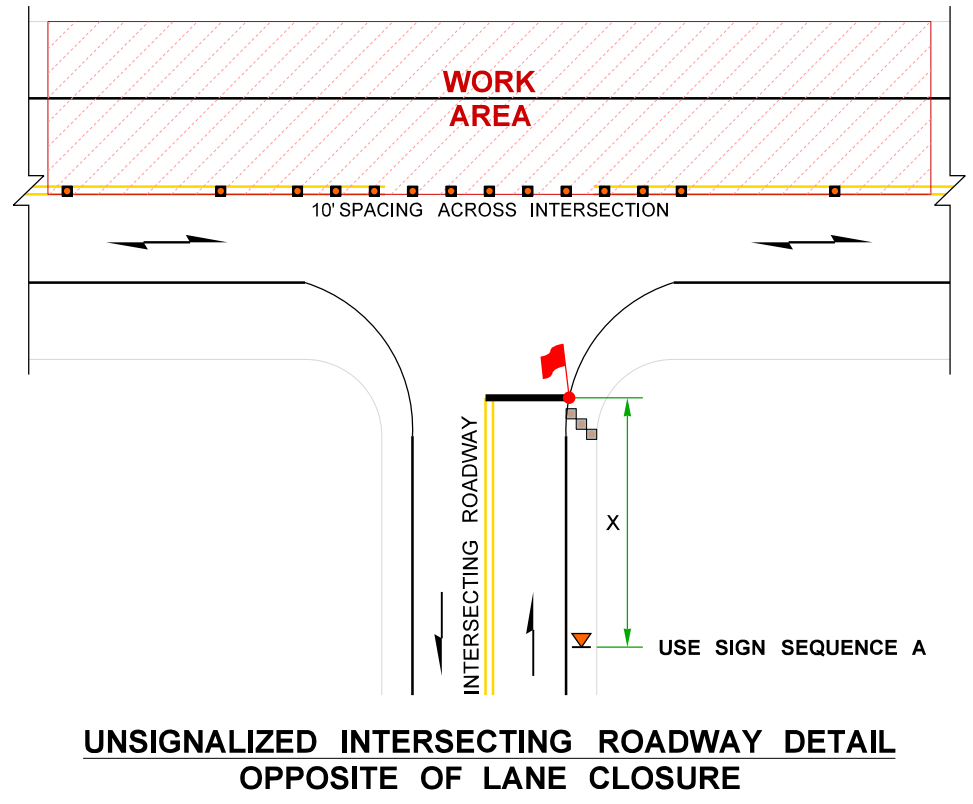 WORK
AREA
10' SPACING ACROSS INTERSECTION
INTERSECTING ROADWAY
X
USE SIGN SEQUENCE A
UNSIGNALIZED INTERSECTING ROADWAY DETAIL
OPPOSITE OF LANE CLOSURE